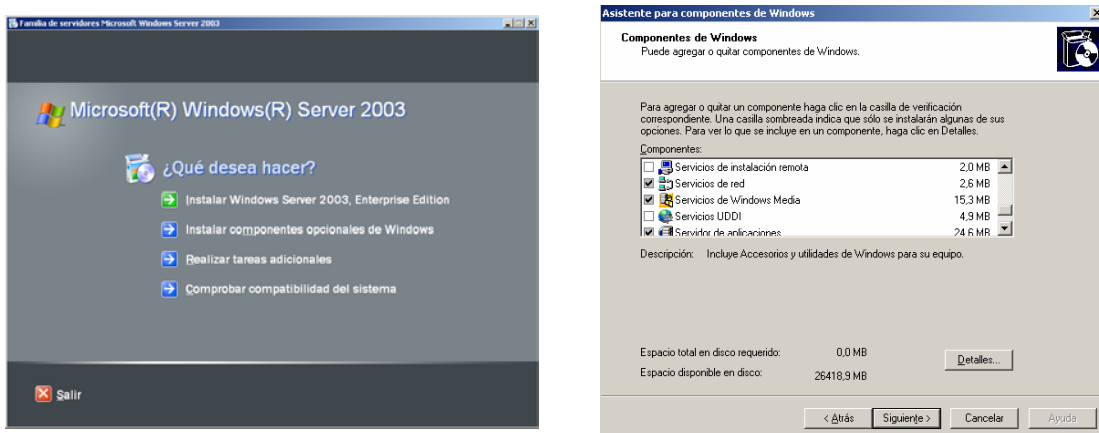 Familia de servidores Microsoft Windows Server 2003
Microsoft(R) Windows(R) Server 2003
¿Qué desea hacer?
Instalar Windows Server 2003, Enterprise Edition
Instalar componentes opcionales de Windows
Realizar tareas adicionales
Comprobar compatibilidad del sistema
Salir
Asistente para componentes de Windows
Componentes de Windows
Puede agregar o quitar componentes de Windows.
Para agregar o quitar un componente haga clic en la casilla de verificación
correspondiente. Una casilla sombreada indica que sólo se instalarán algunas de sus
opciones. Para ver lo que se incluye en un componente, haga clic en Detalles.
Componentes:
Servicios de instalación remota 2,0 MB
Servicios de red 2,6 MB
Servicios de Windows Media 15,3 MB
Servicios UDDI 4,9 MB
Servidor de aplicaciones 24,6 MB
Descripción: Incluye Accesorios y utilidades de Windows para su equipo.
Espacio total en disco requerido: 0,0 MB
Espacio disponible en disco: 26418,9 MB
Detalles...
< Atrás Siguiente > Cancelar Ayuda